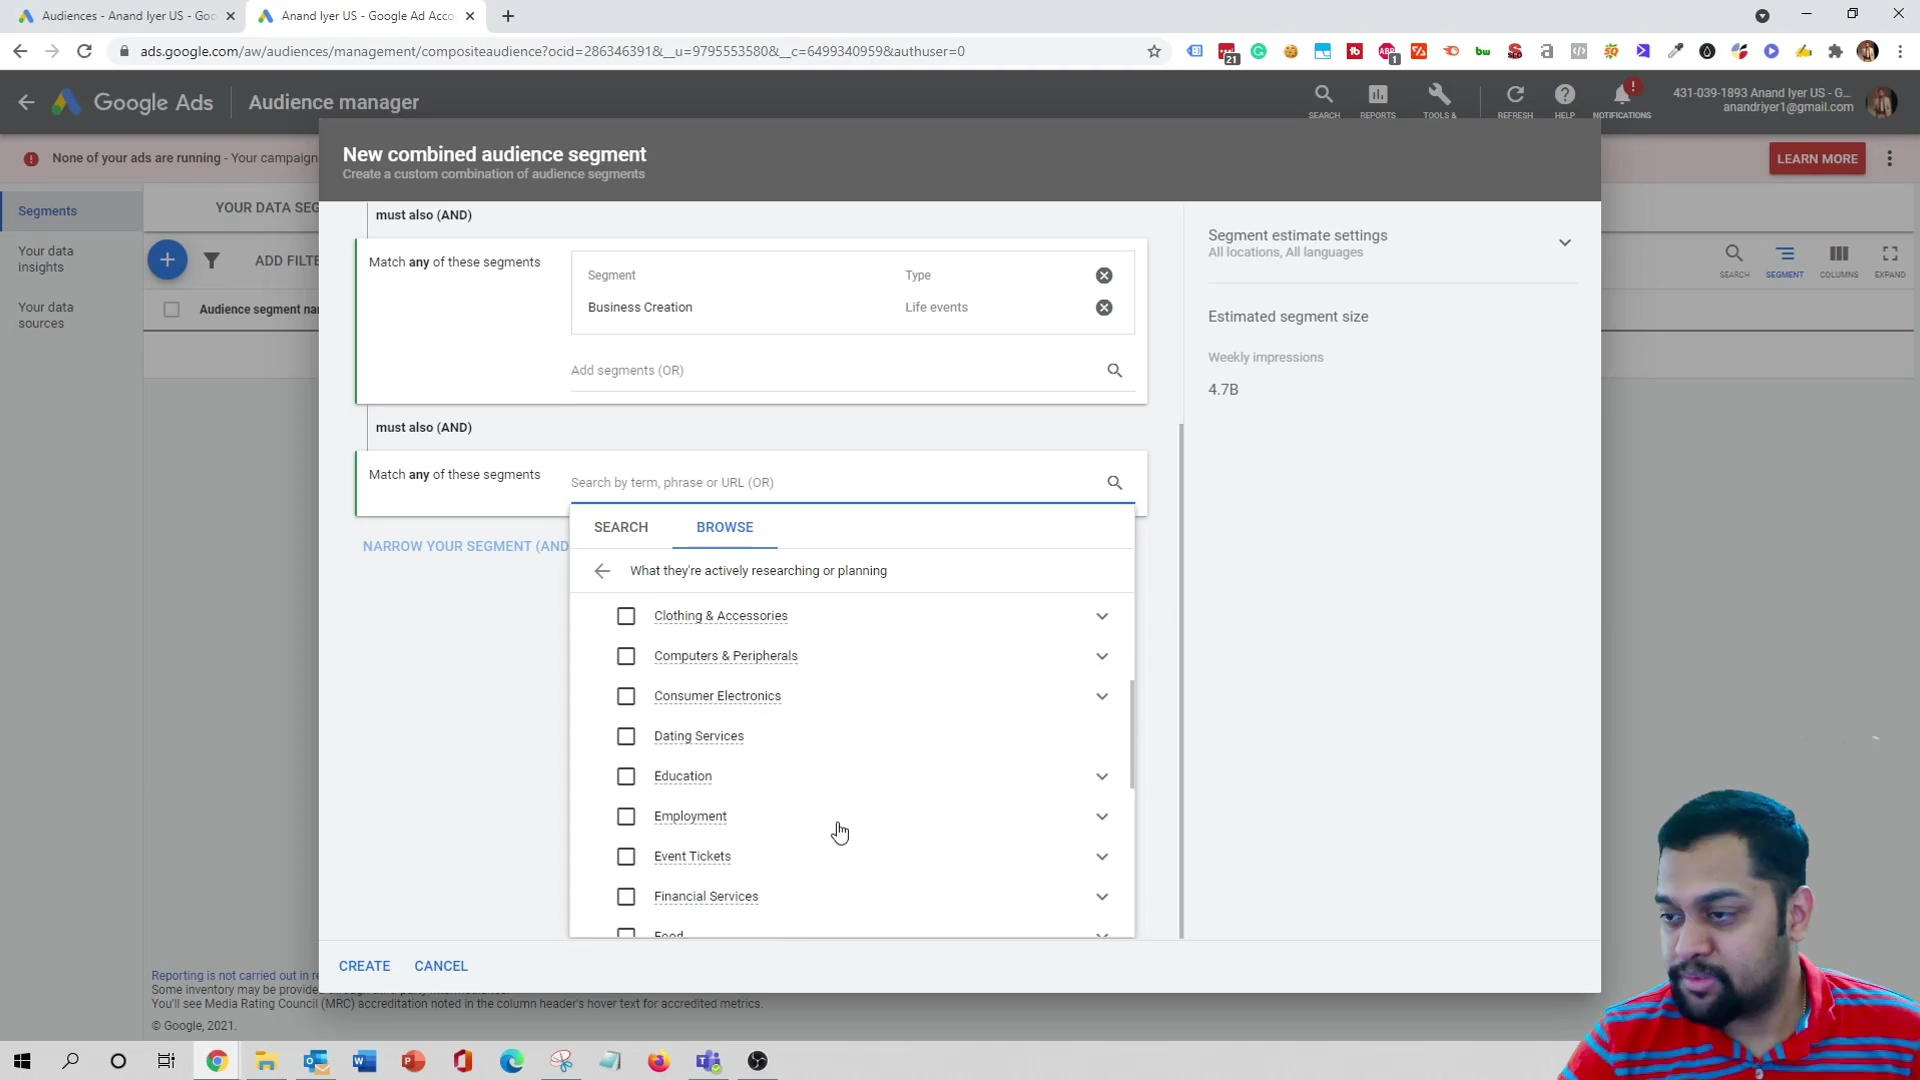 Audiences - Anand Iyer US - Goo
Anand Iyer US - Google Ad Acco
ads.google.com/aw/audiences/management/compositeaudience?ocid=286346391&__u=9795553580&__c=6499340959&authuser=0
Google Ads
Audience manager
SEARCH
REPORTS
TOOLS &
REFRESH
HELP
NOTIFICATIONS
431-039-1893 Anand Iyer US - G...
anandriyer1@gmail.com
None of your ads are running - Your campaign
LEARN MORE
New combined audience segment
Create a custom combination of audience segments
Segments
Your data
insights
Your data
sources
YOUR DATA SEG
ADD FILTE
Audience segment nar
SEARCH
SEGMENT
COLUMNS
EXPAND
must also (AND)
Match any of these segments
Segment
Type
Business Creation
Life events
Add segments (OR)
must also (AND)
Match any of these segments
Search by term, phrase or URL (OR)
NARROW YOUR SEGMENT (AND
SEARCH
BROWSE
What they're actively researching or planning
Clothing & Accessories
Computers & Peripherals
Consumer Electronics
Dating Services
Education
Employment
Event Tickets
Financial Services
Food
Segment estimate settings
All locations, All languages
Estimated segment size
Weekly impressions
4.7B
CREATE
CANCEL
Reporting is not carried out in re
Some inventory may be provided
You'll see Media Rating Council (MRC) accreditation noted in the column header's hover text for accredited metrics.
© Google, 2021.